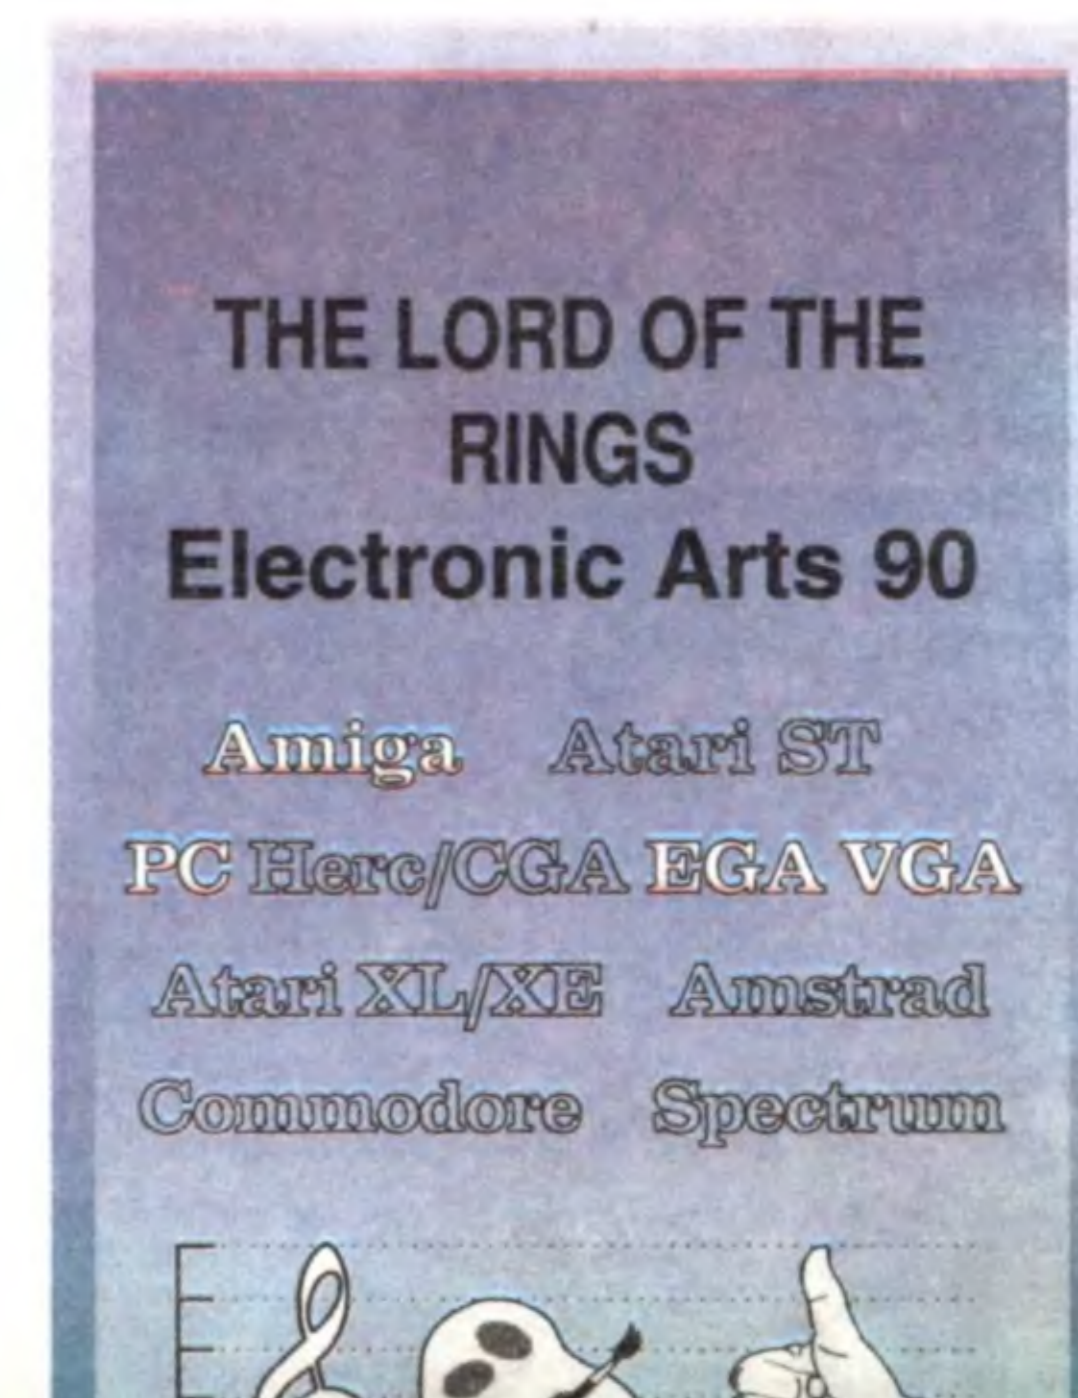 THE LORD OF THE
RINGS
Electronic Arts 90
Amiga Atari ST
PC Herc/CGA EGA VGA
Atari XL/XE Amstrad
Commodore Spectrum